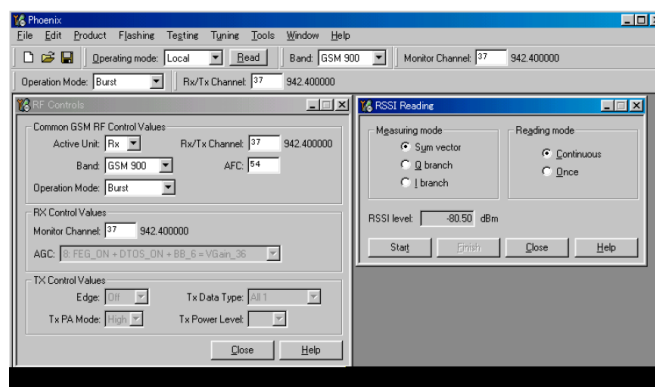 Phoenix
File Edit Product Flashing Testing Tuning Tools Window Help
Operating mode: Local Read Band: GSM 900 Monitor Channel: 37 942.400000
Operation Mode: Burst Rx/Tx Channel: 37 942.400000
RF Controls
Common GSM RF Control Values
Active Unit: Rx Rx/Tx Channel: 37 942.400000
Band: GSM 900 AFC: 54
Operation Mode: Burst
RX Control Values
Monitor Channel: 37 942.400000
AGC: 8: FEG_ON + DTOS_ON + BB_6 = VGain_36
TX Control Values
Edge: Off Tx Data Type: All 1
Tx PA Mode: High Tx Power Level:
Close Help
RSSI Reading
Measuring mode Reading mode
Sum vector
Q branch
I branch
Continuous
Once
RSSI level: -80.50 dBm
Start Finish Close Help